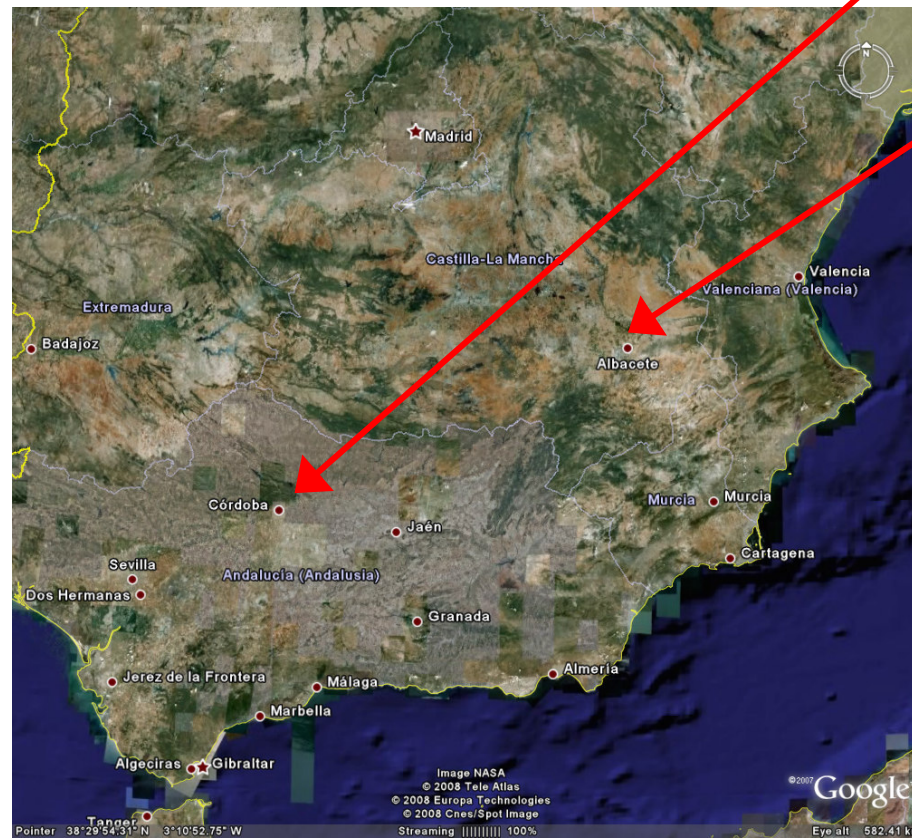 N
Madrid
Castilla-La Mancha
Valencia
Valenciana (Valencia)
Extremadura
Badajoz
Albacete
Córdoba
Murcia
Murcia
Jaén
Cartagena
Sevilla
Andalucía (Andalusia)
Dos Hermanas
Granada
Almería
Jerez de la Frontera
Málaga
Marbella
Algeciras
Gibraltar
Tanger
Image NASA
© 2008 Tele Atlas
© 2008 Europa Technologies
© 2008 Cnes/Spot Image
©2007 Google
Pointer 38°29'54.31" N 3°10'52.75" W Streaming 100% Eye alt 582.41